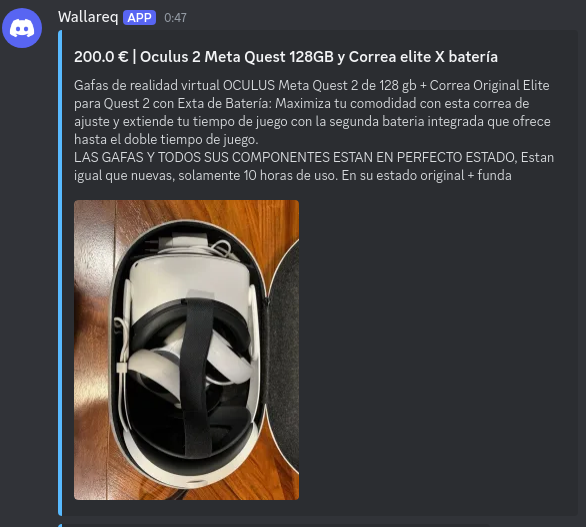 Wallareq APP 0:47
200.0 € | Oculus 2 Meta Quest 128GB y Correa elite X batería
Gafas de realidad virtual OCULUS Meta Quest 2 de 128 gb + Correa Original Elite
para Quest 2 con Exta de Batería: Maximiza tu comodidad con esta correa de
ajuste y extiende tu tiempo de juego con la segunda bateria integrada que ofrece
hasta el doble tiempo de juego.
LAS GAFAS Y TODOS SUS COMPONENTES ESTAN EN PERFECTO ESTADO, Estan
igual que nuevas, solamente 10 horas de uso. En su estado original + funda